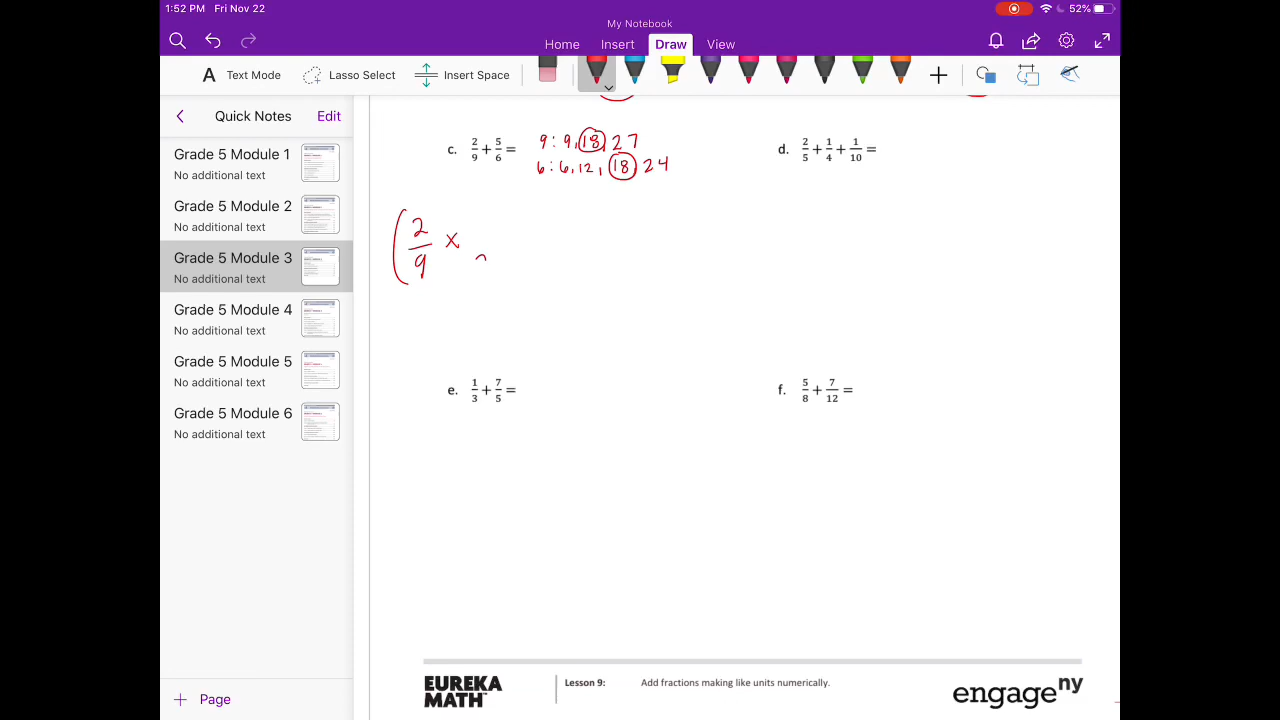 1:52 PM Fri Nov 22
52%
My Notebook
Home Insert Draw View
Text Mode Lasso Select Insert Space
Quick Notes Edit
Grade 5 Module 1
No additional text
Grade 5 Module 2
No additional text
Grade 5 Module 3
No additional text
Grade 5 Module 4
No additional text
Grade 5 Module 5
No additional text
Grade 5 Module 6
No additional text
+ Page
c. 2/9 + 5/6 =
9: 9, 18, 27
6: 6, 12, 18 24
d. 2/5 + 1/4 + 1/10 =
(2/9 x
e. 1/3 + 7/5 =
f. 5/8 + 7/12 =
EUREKA MATH™
Lesson 9: Add fractions making like units numerically.
engageny